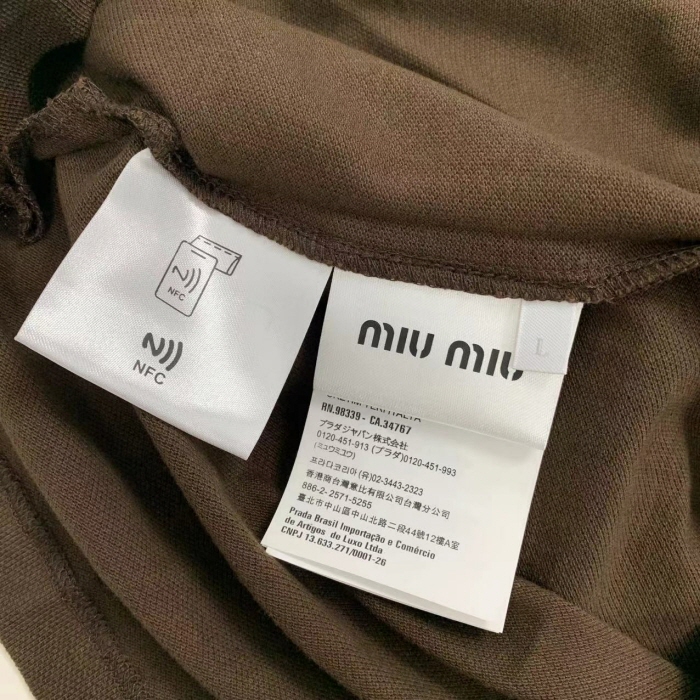 NFC
NFC
miu miu
L
RN.98339 - CA.34767
プラダジャパン株式会社
0120-451-913 (プラダ)0120-451-993
(ミュウミュウ)
프라다코리아(유)02-3443-2323
香港商台灣意比有限公司台灣分公司
886-2-2571-5255
臺北市中山區中山北路二段44號12樓A室
Prada Brasil Importação e Comércio
de Artigos de Luxo Ltda
CNPJ 13.633.271/0001-26